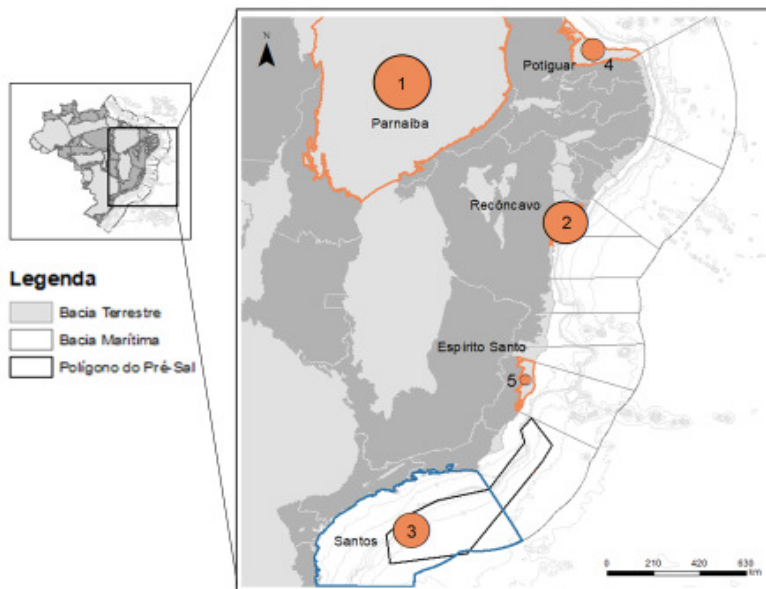 Legenda
Bacia Terrestre
Bacia Marítima
Polígono do Pré-Sal
N
1
Parnaíba
Potiguar
4
Recôncavo
2
Espírito Santo
5
Santos
3
0 210 420 630
km